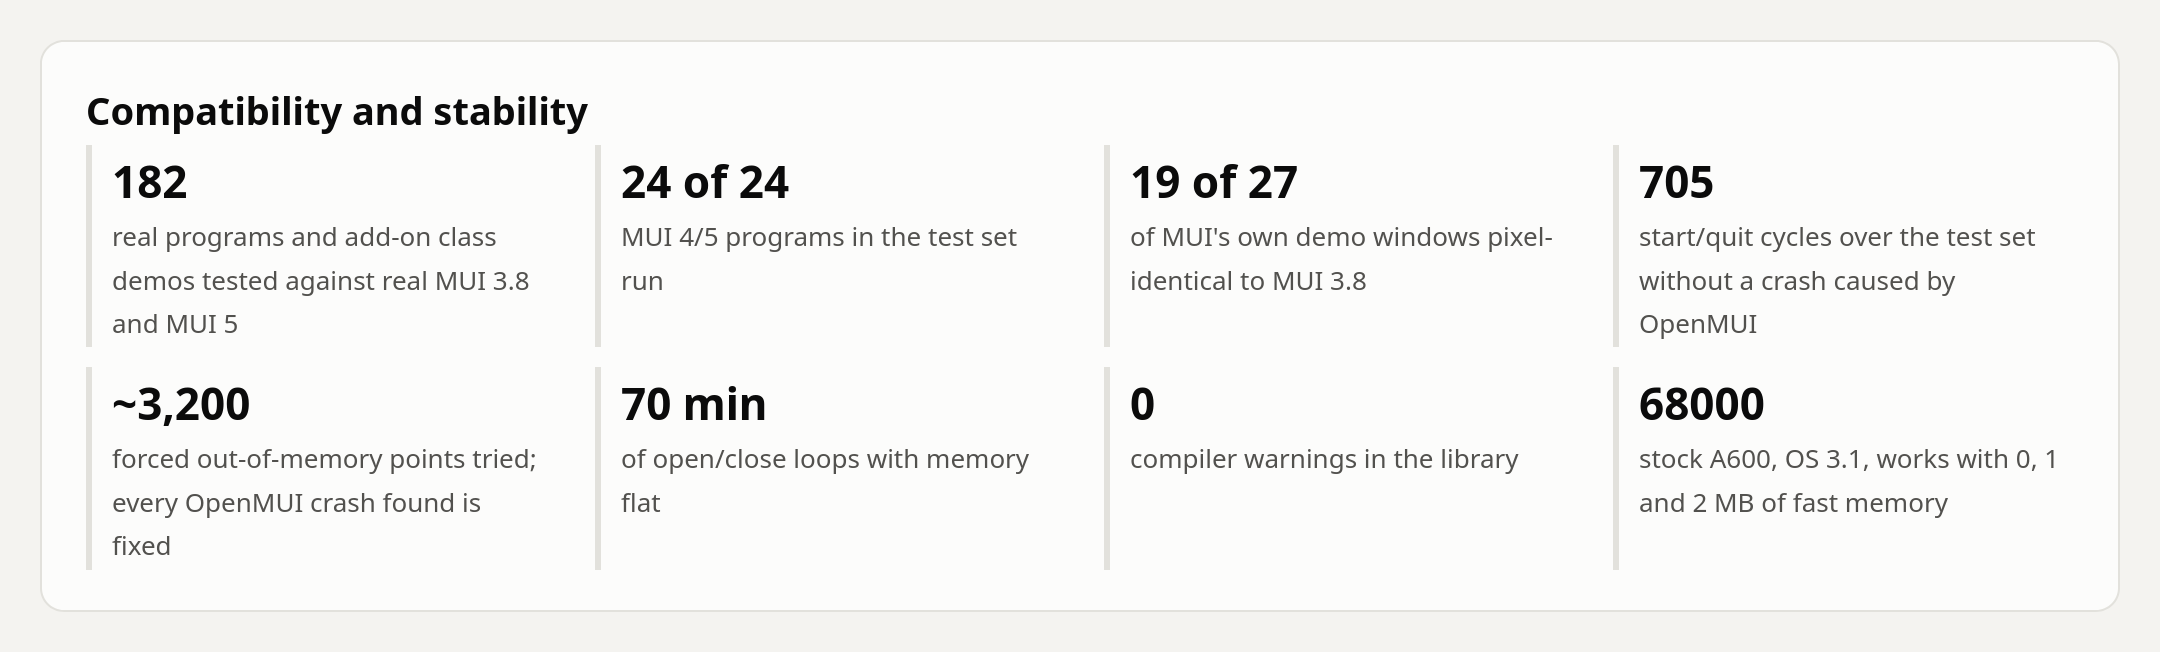 Compatibility and stability
182
real programs and add-on class
demos tested against real MUI 3.8
and MUI 5
24 of 24
MUI 4/5 programs in the test set
run
19 of 27
of MUI's own demo windows pixel-
identical to MUI 3.8
705
start/quit cycles over the test set
without a crash caused by
OpenMUI
~3,200
forced out-of-memory points tried;
every OpenMUI crash found is
fixed
70 min
of open/close loops with memory
flat
0
compiler warnings in the library
68000
stock A600, OS 3.1, works with 0, 1
and 2 MB of fast memory